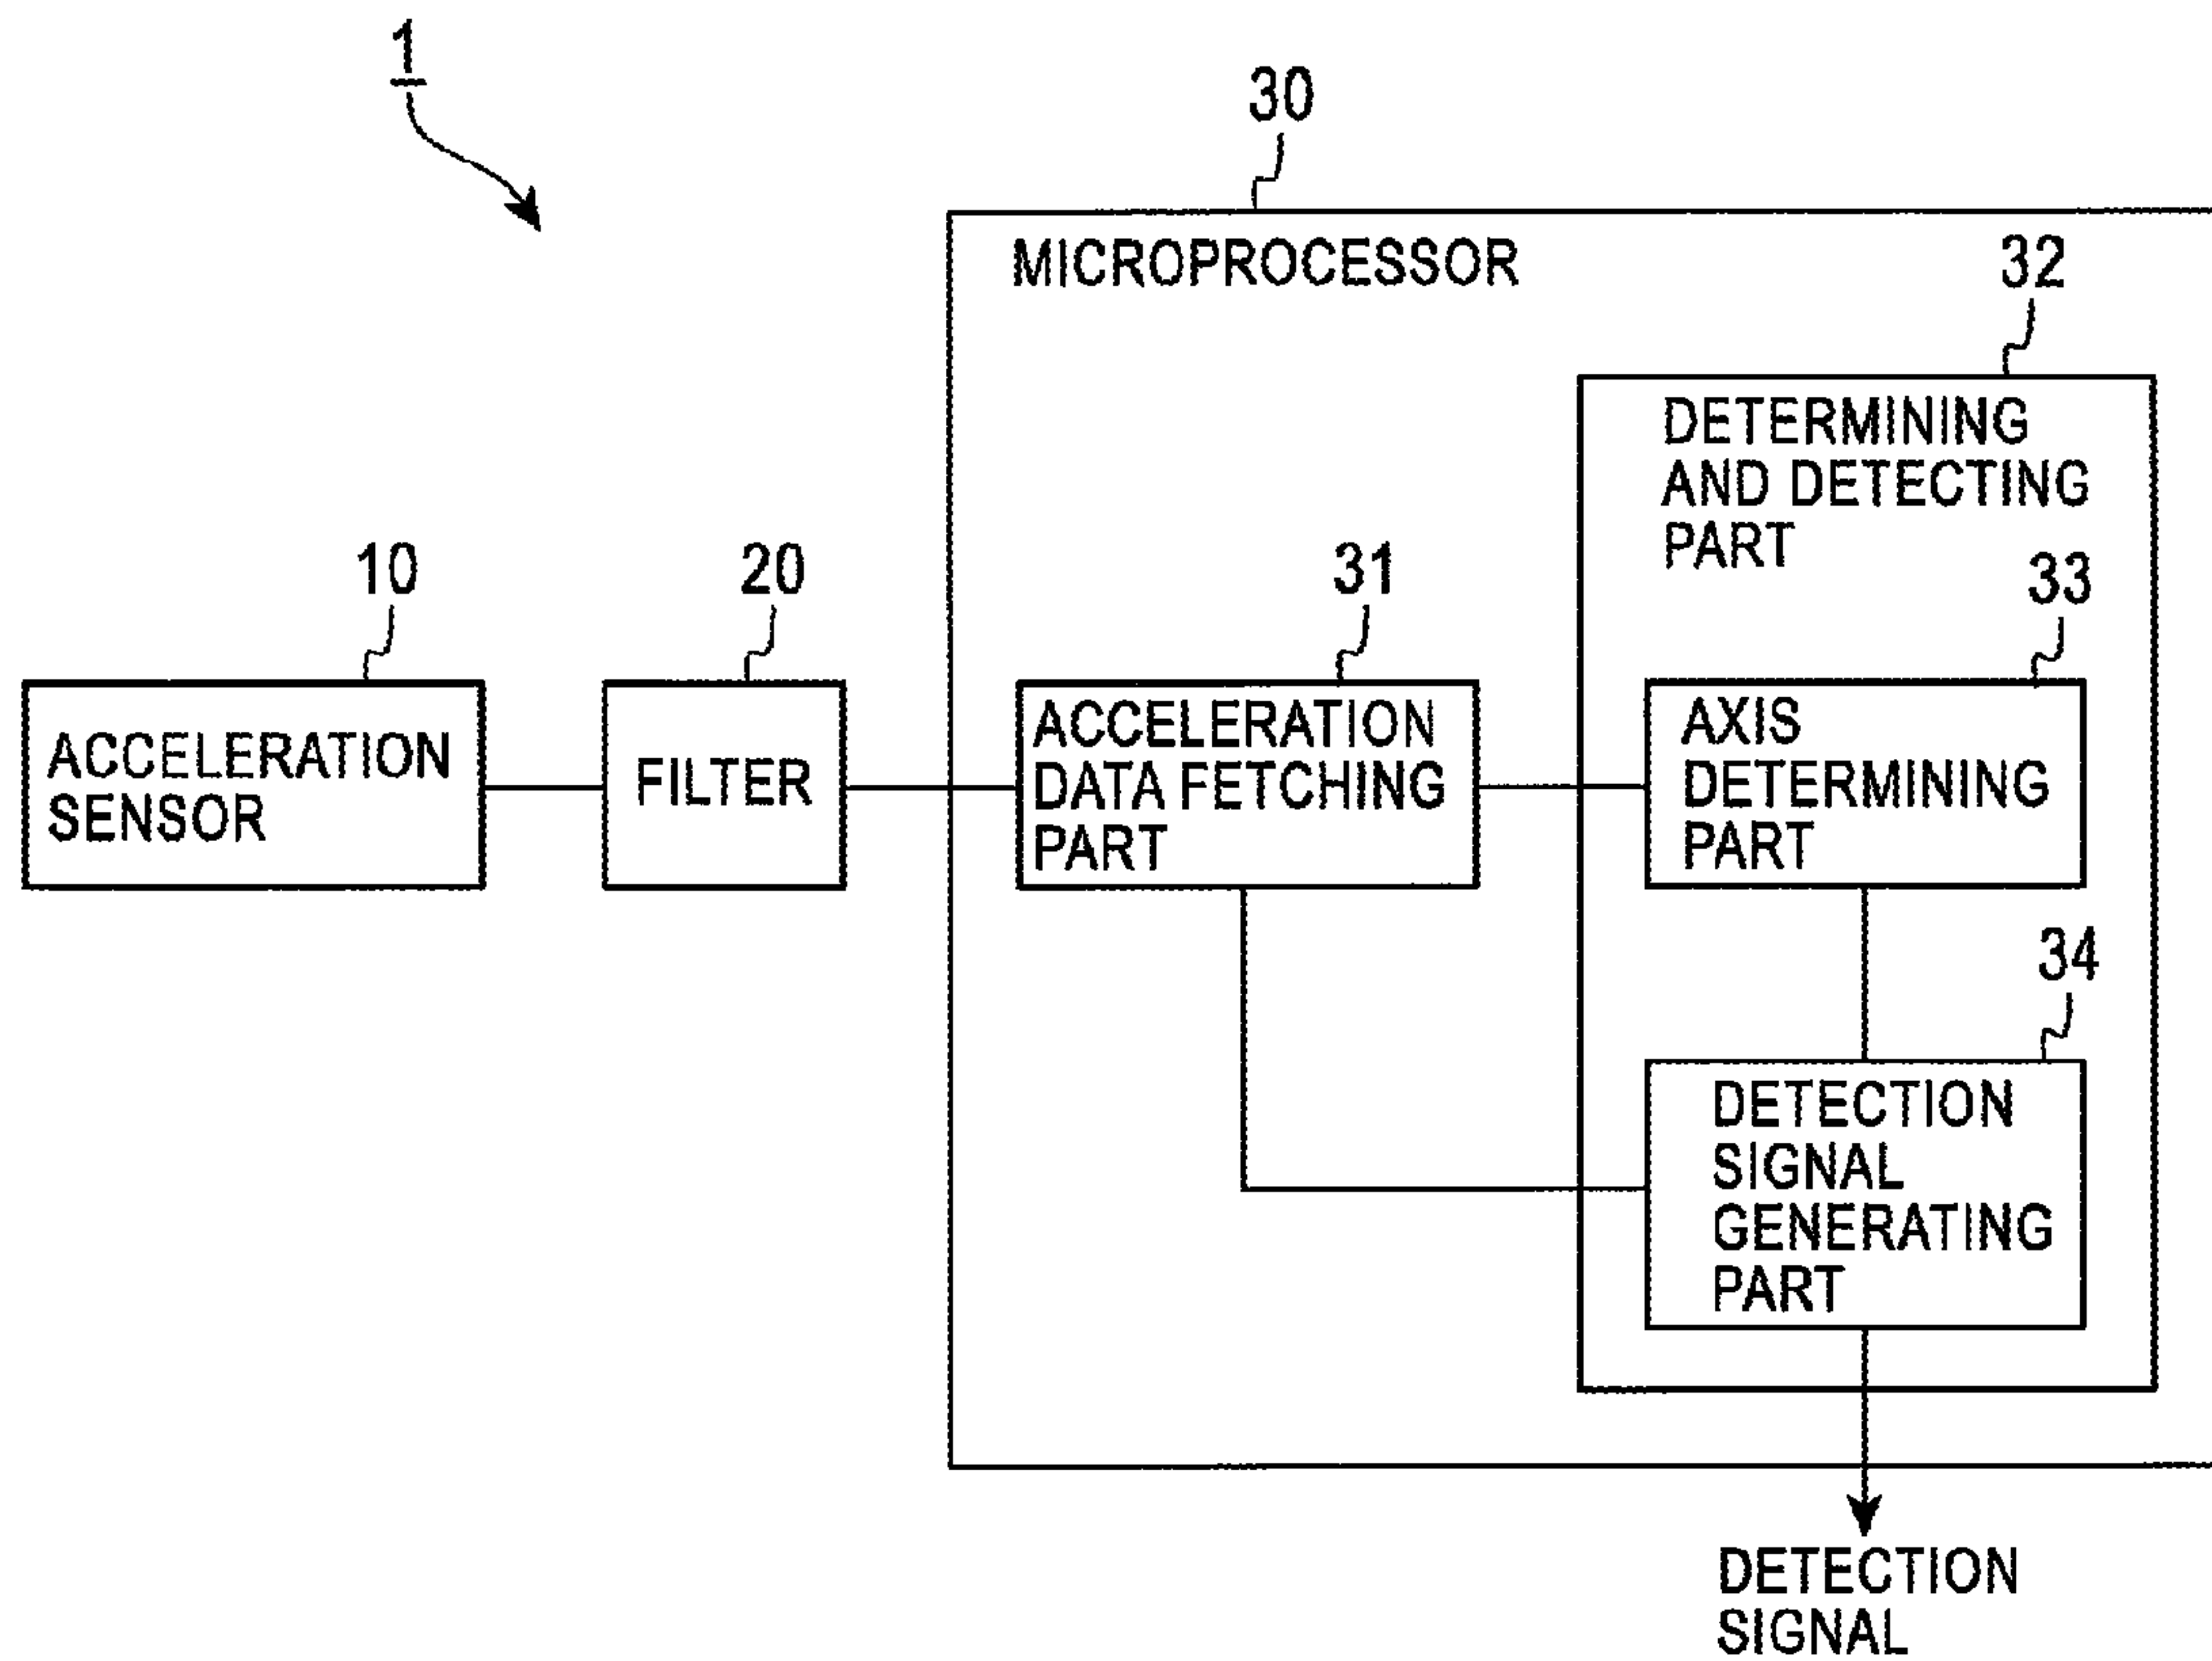 1
30
MICROPROCESSOR
32
DETERMINING
AND DETECTING
PART
10
20
31
33
ACCELERATION
SENSOR
FILTER
ACCELERATION
DATA FETCHING
PART
AXIS
DETERMINING
PART
34
DETECTION
SIGNAL
GENERATING
PART
DETECTION
SIGNAL